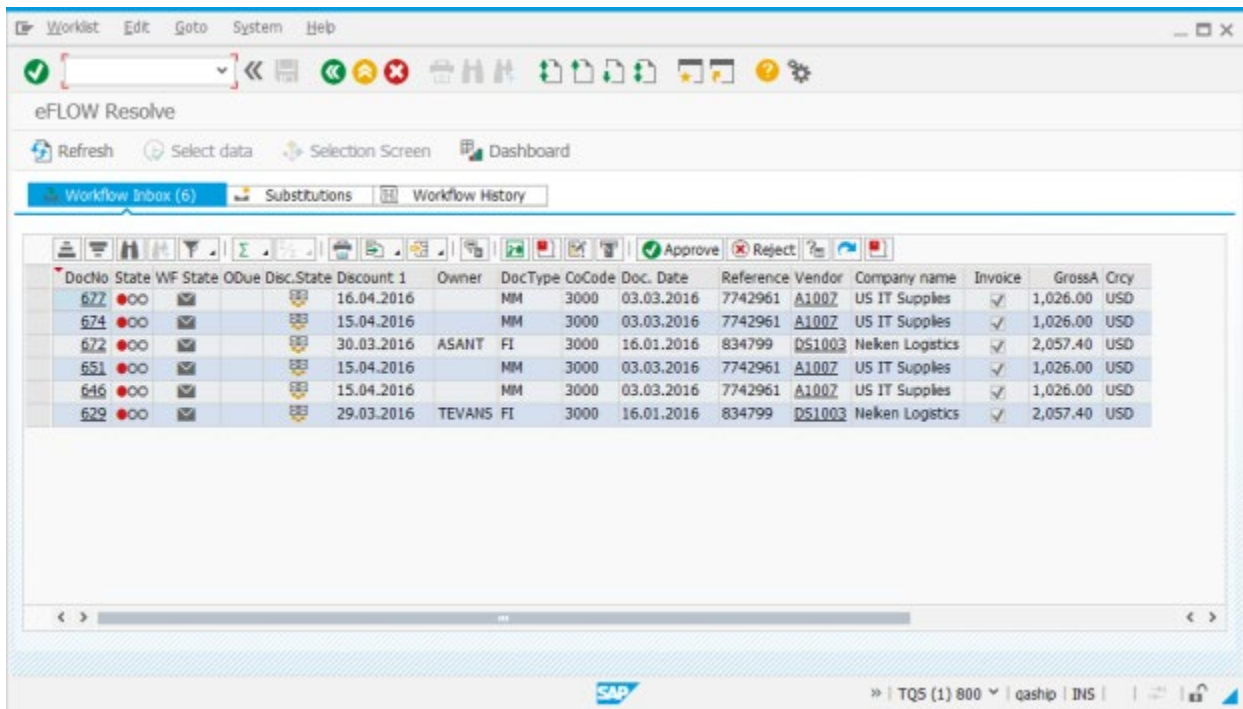 Worklist Edit Goto System Help
eFLOW Resolve
Refresh Select data Selection Screen Dashboard
Workflow Inbox (6) Substitutions Workflow History
Approve Reject
DocNo State WF State ODue Disc.State Discount 1 Owner DocType CoCode Doc. Date Reference Vendor Company name Invoice GrossA Crcy
677 16.04.2016 MM 3000 03.03.2016 7742961 A1007 US IT Supplies 1,026.00 USD
674 15.04.2016 MM 3000 03.03.2016 7742961 A1007 US IT Supplies 1,026.00 USD
672 30.03.2016 ASANT FI 3000 16.01.2016 834799 DS1003 Nelken Logistics 2,057.40 USD
651 15.04.2016 MM 3000 03.03.2016 7742961 A1007 US IT Supplies 1,026.00 USD
646 15.04.2016 MM 3000 03.03.2016 7742961 A1007 US IT Supplies 1,026.00 USD
629 29.03.2016 TEVANS FI 3000 16.01.2016 834799 DS1003 Nelken Logistics 2,057.40 USD
SAP TQ5 (1) 800 qaship INS